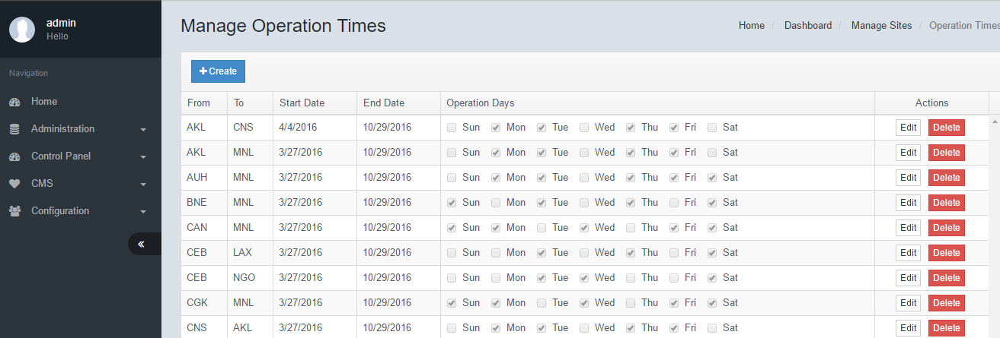 admin
Hello
Navigation
Home
Administration
Control Panel
CMS
Configuration
Manage Operation Times
Home / Dashboard / Manage Sites / Operation Times
Create
From To Start Date End Date Operation Days Actions
AKL CNS 4/4/2016 10/29/2016 Sun Mon Tue Wed Thu Fri Sat Edit Delete
AKL MNL 3/27/2016 10/29/2016 Sun Mon Tue Wed Thu Fri Sat Edit Delete
AUH MNL 3/27/2016 10/29/2016 Sun Mon Tue Wed Thu Fri Sat Edit Delete
BNE MNL 3/27/2016 10/29/2016 Sun Mon Tue Wed Thu Fri Sat Edit Delete
CAN MNL 3/27/2016 10/29/2016 Sun Mon Tue Wed Thu Fri Sat Edit Delete
CEB LAX 3/27/2016 10/29/2016 Sun Mon Tue Wed Thu Fri Sat Edit Delete
CEB NGO 3/27/2016 10/29/2016 Sun Mon Tue Wed Thu Fri Sat Edit Delete
CGK MNL 3/27/2016 10/29/2016 Sun Mon Tue Wed Thu Fri Sat Edit Delete
CNS AKL 3/27/2016 10/29/2016 Sun Mon Tue Wed Thu Fri Sat Edit Delete